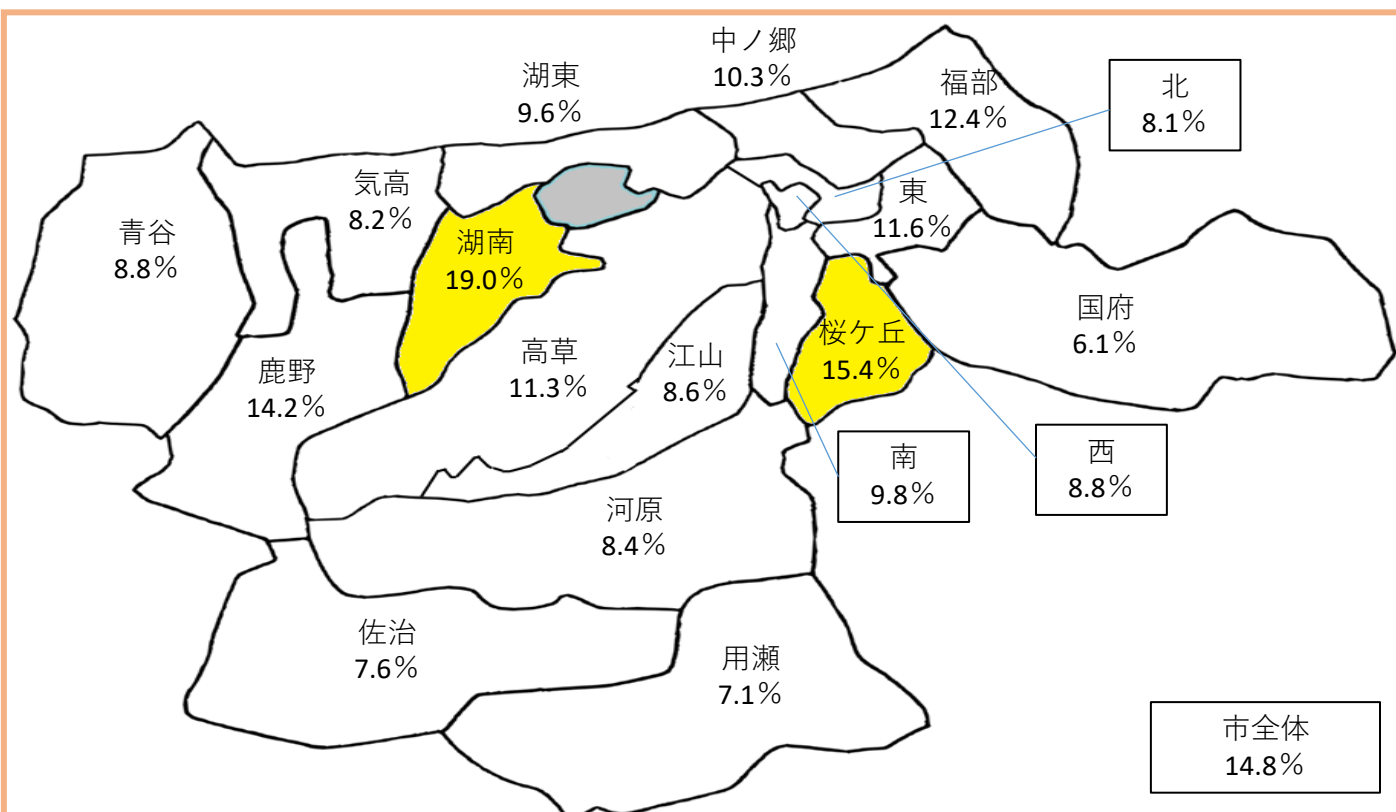 中ノ郷
10.3％
湖東
9.6％
福部
12.4％
北
8.1％
気高
8.2％
東
11.6％
青谷
8.8％
湖南
19.0％
国府
6.1％
桜ケ丘
15.4％
高草
11.3％
江山
8.6％
鹿野
14.2％
南
9.8％
西
8.8％
河原
8.4％
佐治
7.6％
用瀬
7.1％
市全体
14.8％